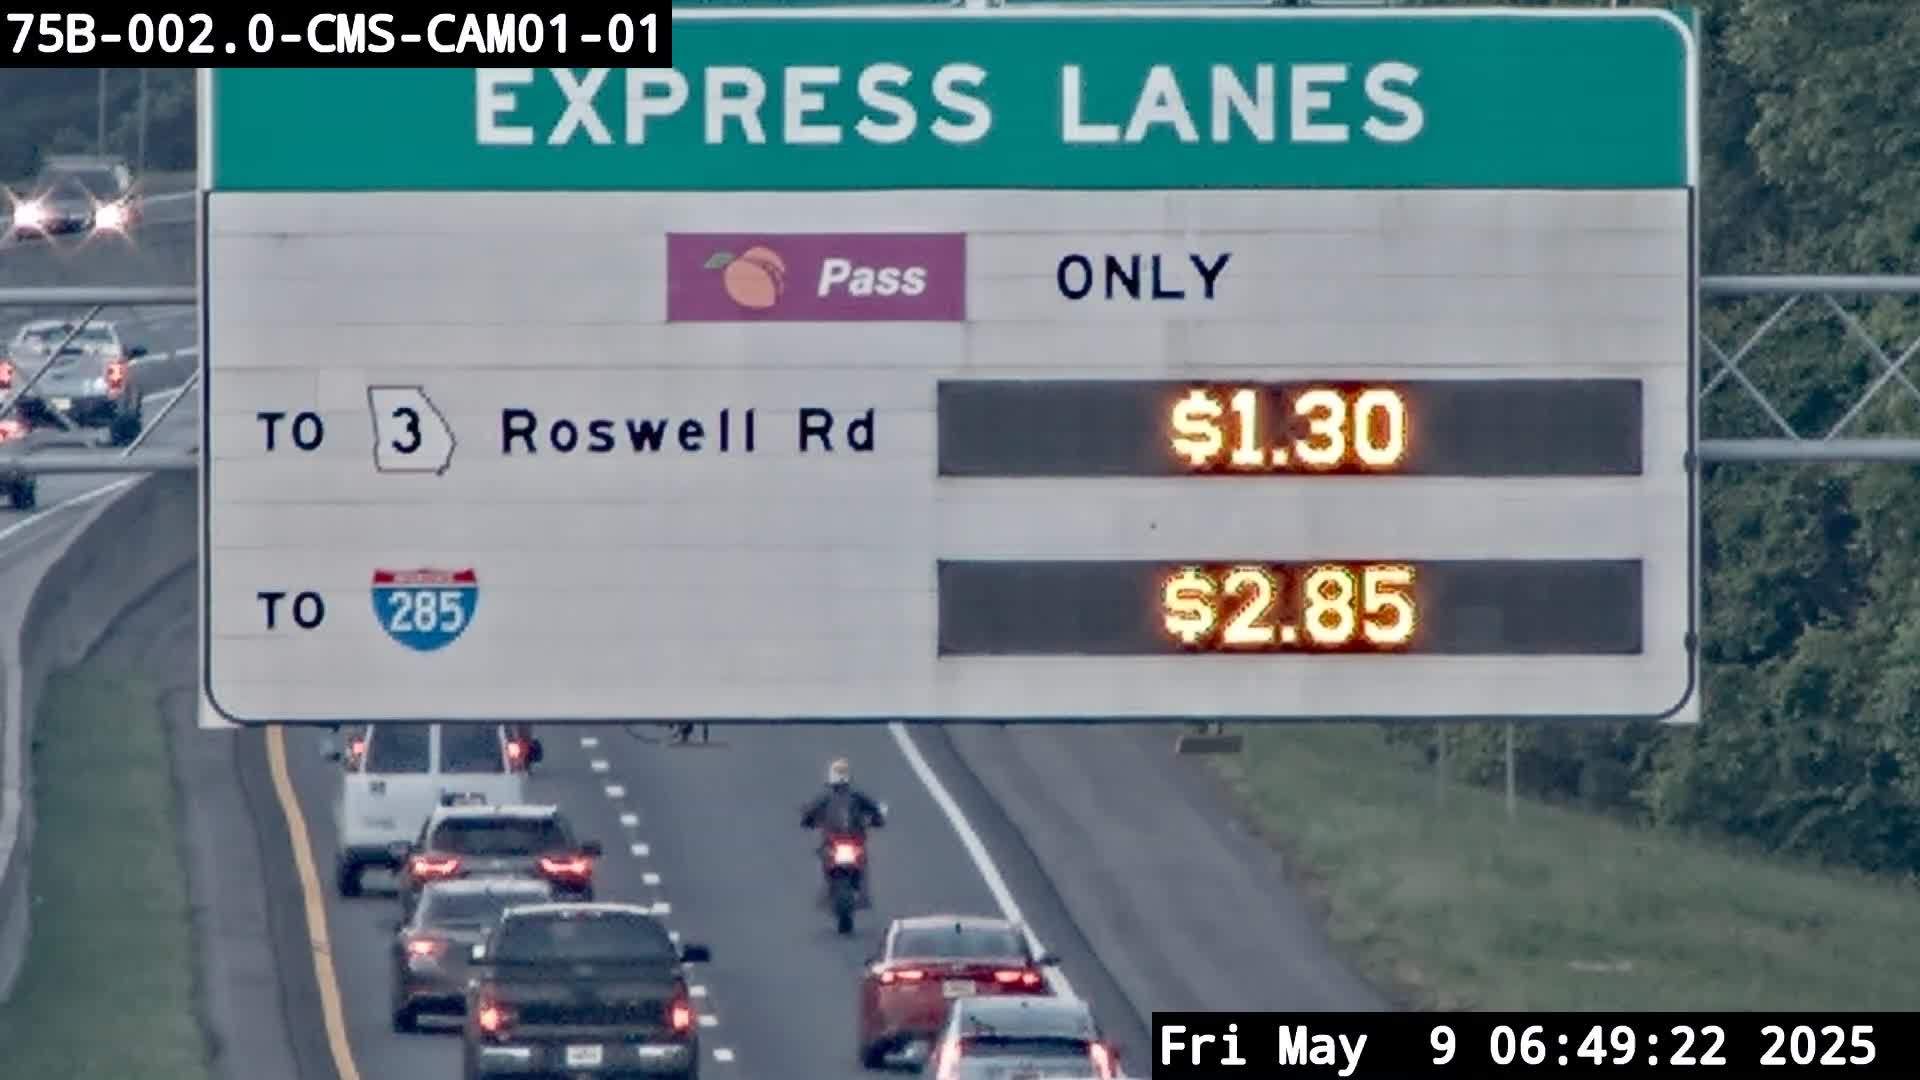 75B-002.0-CMS-CAM01-01
EXPRESS LANES
Pass ONLY
TO 3 Roswell Rd $1.30
TO 285 $2.85
Fri May 9 06:49:22 2025